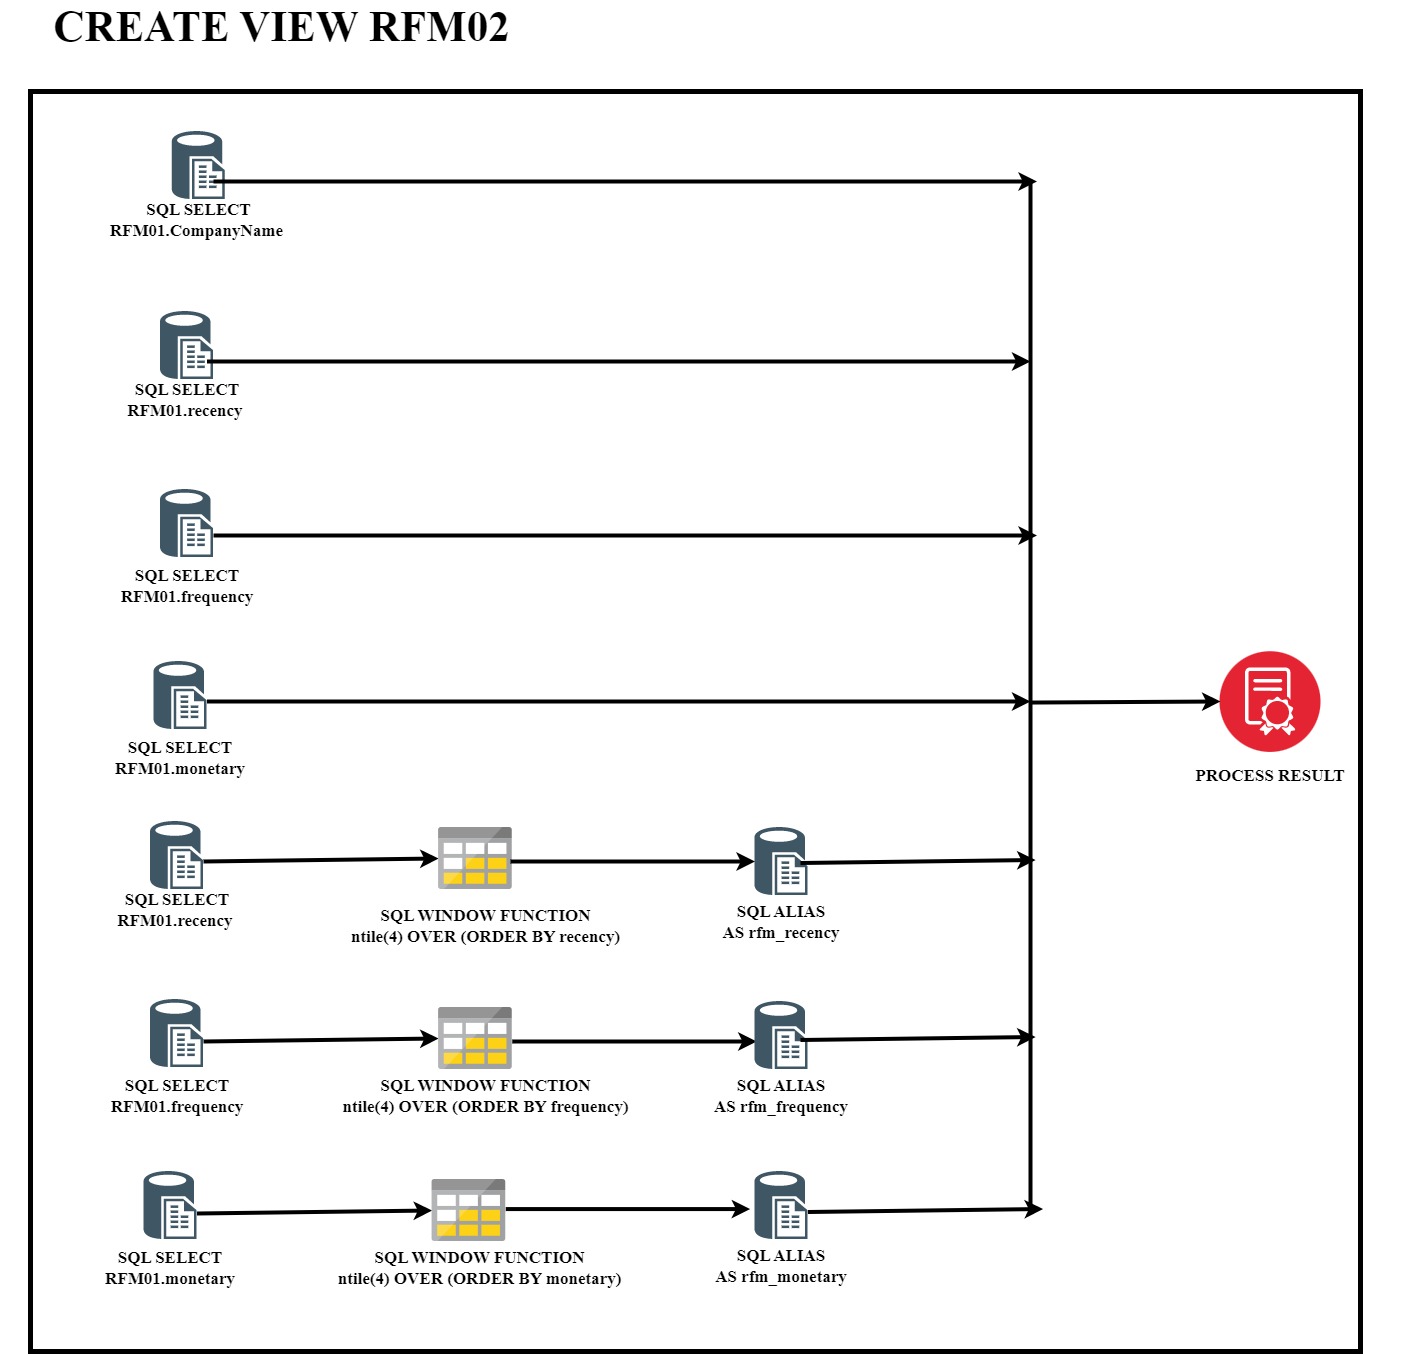 CREATE VIEW RFM02
SQL SELECT
RFM01.CompanyName
SQL SELECT
RFM01.recency
SQL SELECT
RFM01.frequency
SQL SELECT
RFM01.monetary
PROCESS RESULT
SQL SELECT
RFM01.recency
SQL WINDOW FUNCTION
ntile(4) OVER (ORDER BY recency)
SQL ALIAS
AS rfm_recency
SQL SELECT
RFM01.frequency
SQL WINDOW FUNCTION
ntile(4) OVER (ORDER BY frequency)
SQL ALIAS
AS rfm_frequency
SQL SELECT
RFM01.monetary
SQL WINDOW FUNCTION
ntile(4) OVER (ORDER BY monetary)
SQL ALIAS
AS rfm_monetary